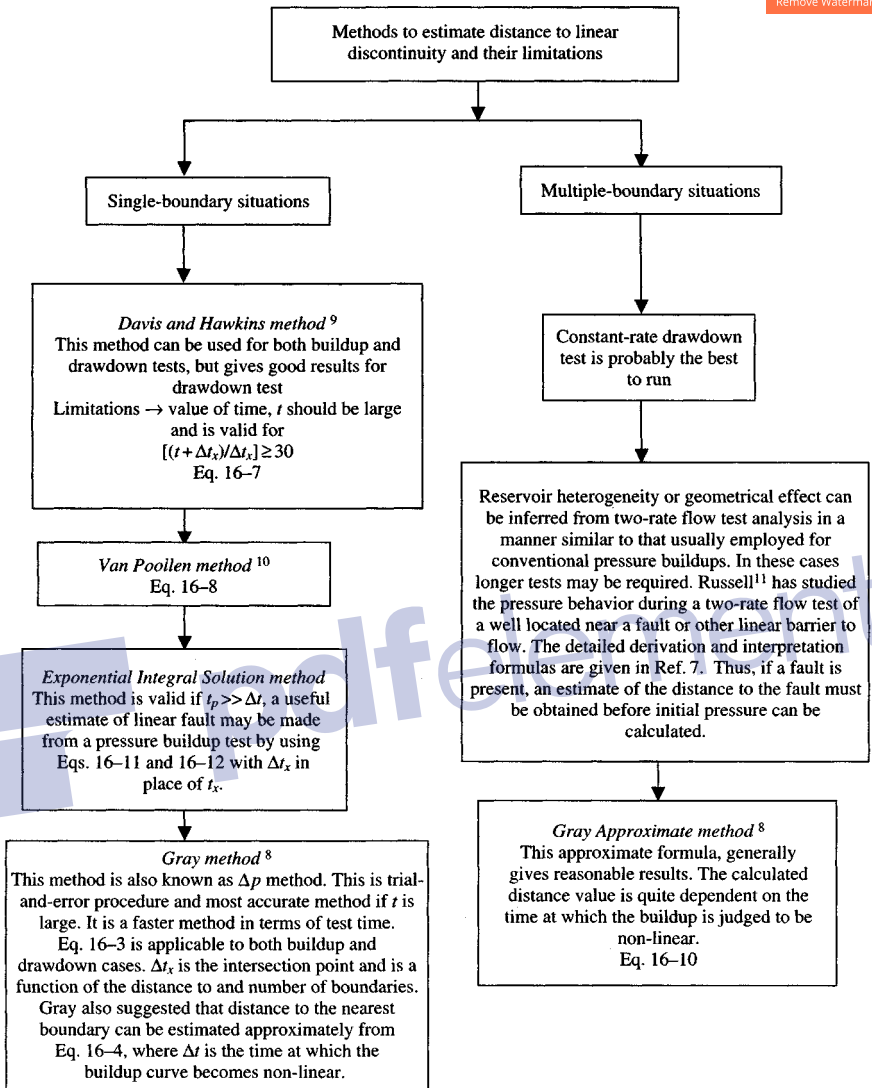 Remove Watermar
Methods to estimate distance to linear
discontinuity and their limitations
Single-boundary situations
Multiple-boundary situations
Davis and Hawkins method 9
This method can be used for both buildup and
drawdown tests, but gives good results for
drawdown test
Limitations → value of time, t should be large
and is valid for
[(t + Δtx)/Δtx] ≥ 30
Eq. 16–7
Constant-rate drawdown
test is probably the best
to run
Van Poollen method 10
Eq. 16–8
Exponential Integral Solution method
This method is valid if tp >> Δt, a useful
estimate of linear fault may be made
from a pressure buildup test by using
Eqs. 16–11 and 16–12 with Δtx in
place of tx.
Reservoir heterogeneity or geometrical effect can
be inferred from two-rate flow test analysis in a
manner similar to that usually employed for
conventional pressure buildups. In these cases
longer tests may be required. Russell11 has studied
the pressure behavior during a two-rate flow test of
a well located near a fault or other linear barrier to
flow. The detailed derivation and interpretation
formulas are given in Ref. 7. Thus, if a fault is
present, an estimate of the distance to the fault must
be obtained before initial pressure can be
calculated.
Gray method 8
This method is also known as Δp method. This is trial-
and-error procedure and most accurate method if t is
large. It is a faster method in terms of test time.
Eq. 16–3 is applicable to both buildup and
drawdown cases. Δtx is the intersection point and is a
function of the distance to and number of boundaries.
Gray also suggested that distance to the nearest
boundary can be estimated approximately from
Eq. 16–4, where Δt is the time at which the
buildup curve becomes non-linear.
Gray Approximate method 8
This approximate formula, generally
gives reasonable results. The calculated
distance value is quite dependent on the
time at which the buildup is judged to be
non-linear.
Eq. 16–10
pdfelement